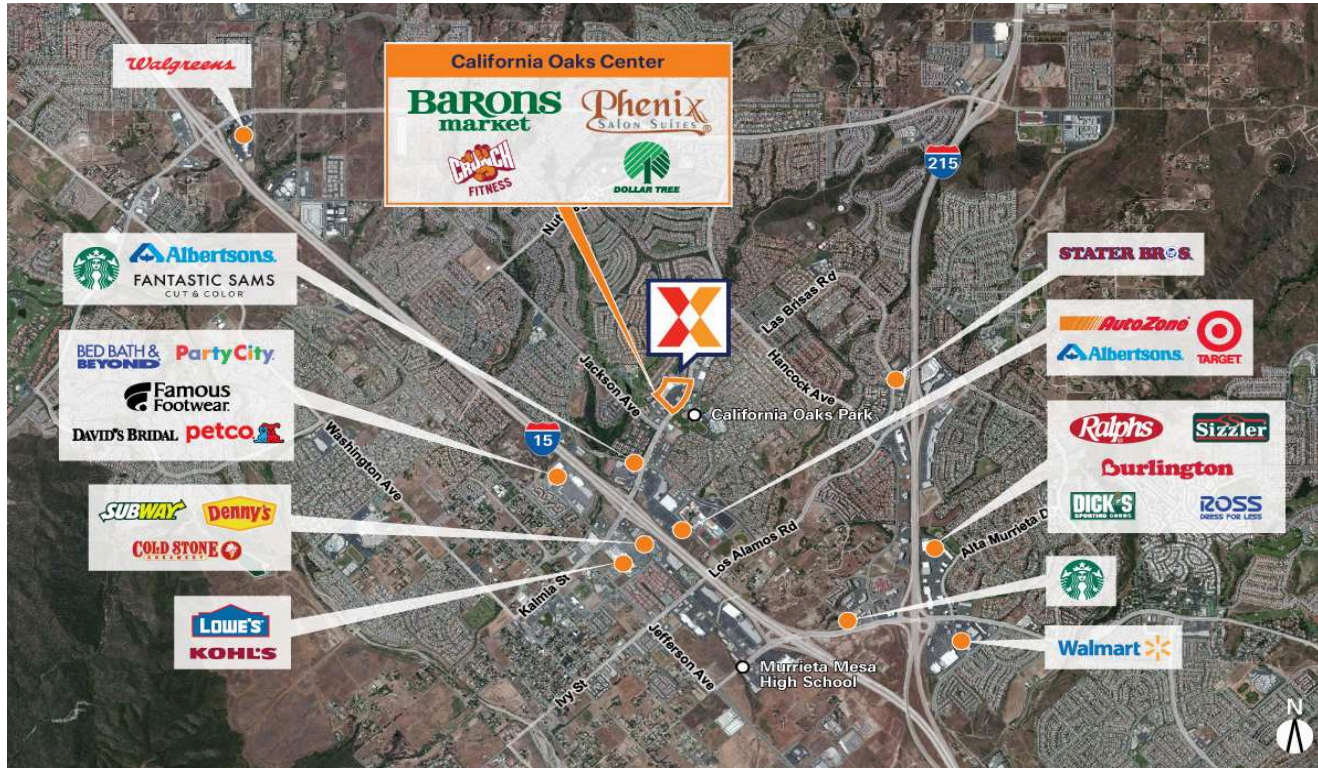 Walgreens
California Oaks Center
BARONS
market
Phenix
SALON SUITES®
CRUNCH
FITNESS
DOLLAR TREE
215
Albertsons
FANTASTIC SAMS
CUT & COLOR
STATER BROS.
Las Brisas Rd
AutoZone
Albertsons
TARGET
BED BATH &
BEYOND
Party City
Famous
Footwear
DAVID'S BRIDAL
petco
Jackson Ave
Hancock Ave
California Oaks Park
15
Washington Ave
Ralphs
Sizzler
Burlington
DICK'S
SPORTING GOODS
ROSS
DRESS FOR LESS
SUBWAY
Denny's
COLD STONE
CREAMERY
Los Alamos Rd
Alta Murrieta D
Kalmia St
LOWE'S
KOHL'S
Jefferson Ave
Ivy St
Murrieta Mesa
High School
Walmart
N